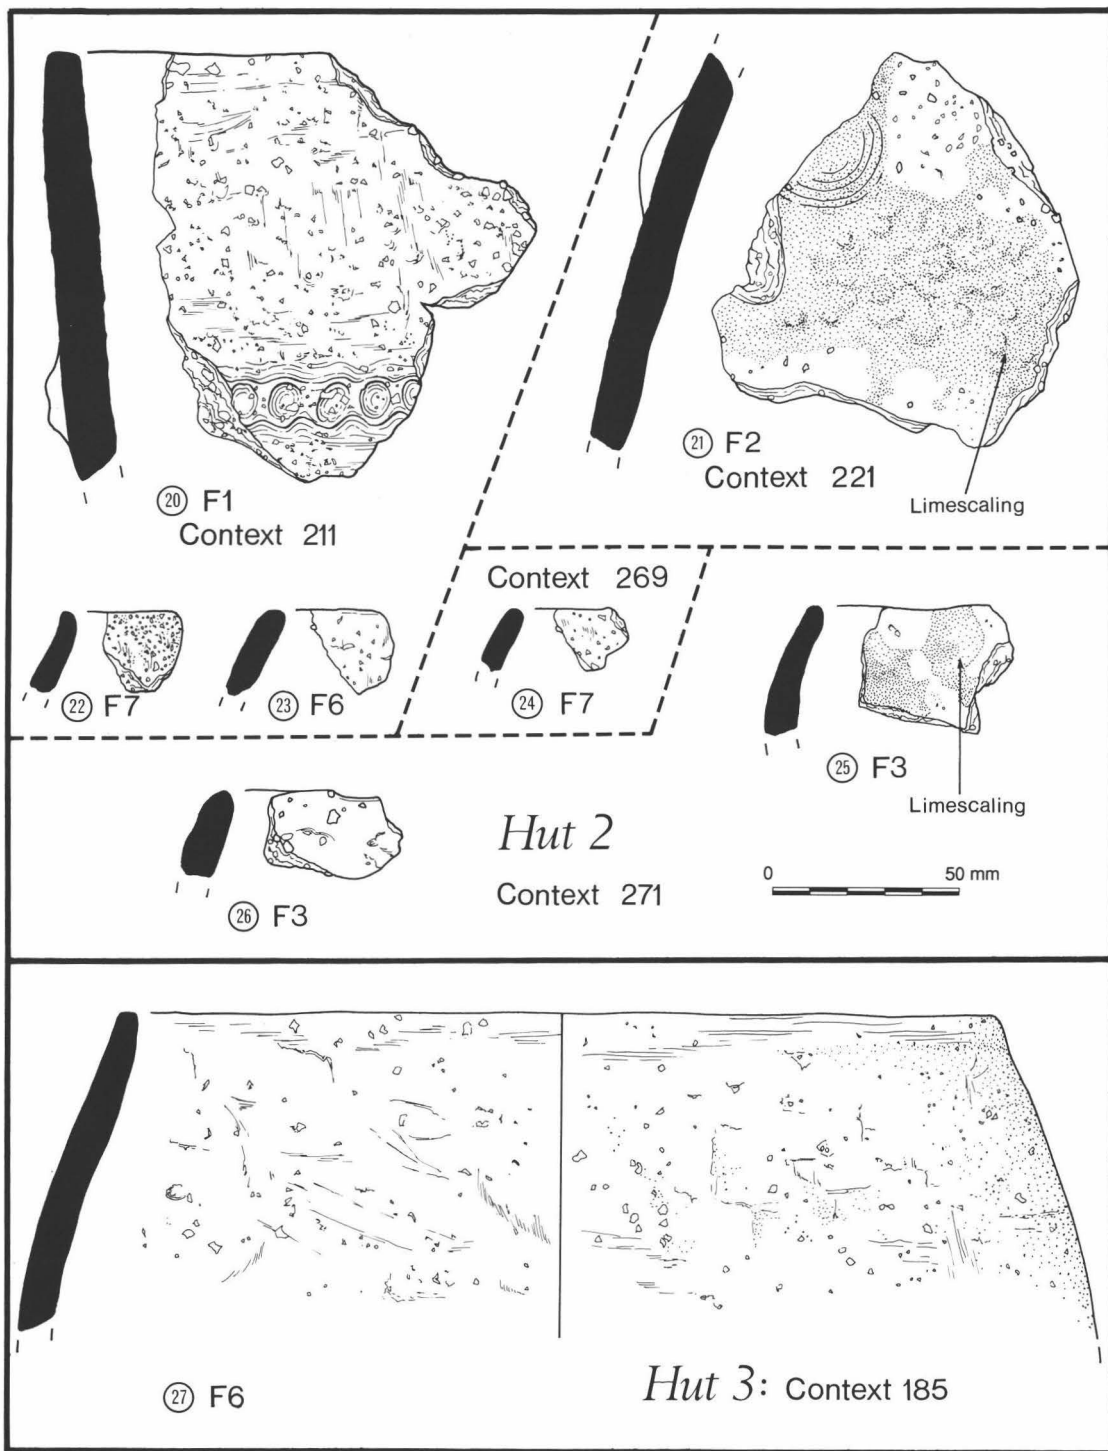 20 F1
Context 211
21 F2
Context 221
Limescaling
22 F7
23 F6
Context 269
24 F7
25 F3
Limescaling
26 F3
Hut 2
Context 271
0 50 mm
27 F6
Hut 3: Context 185